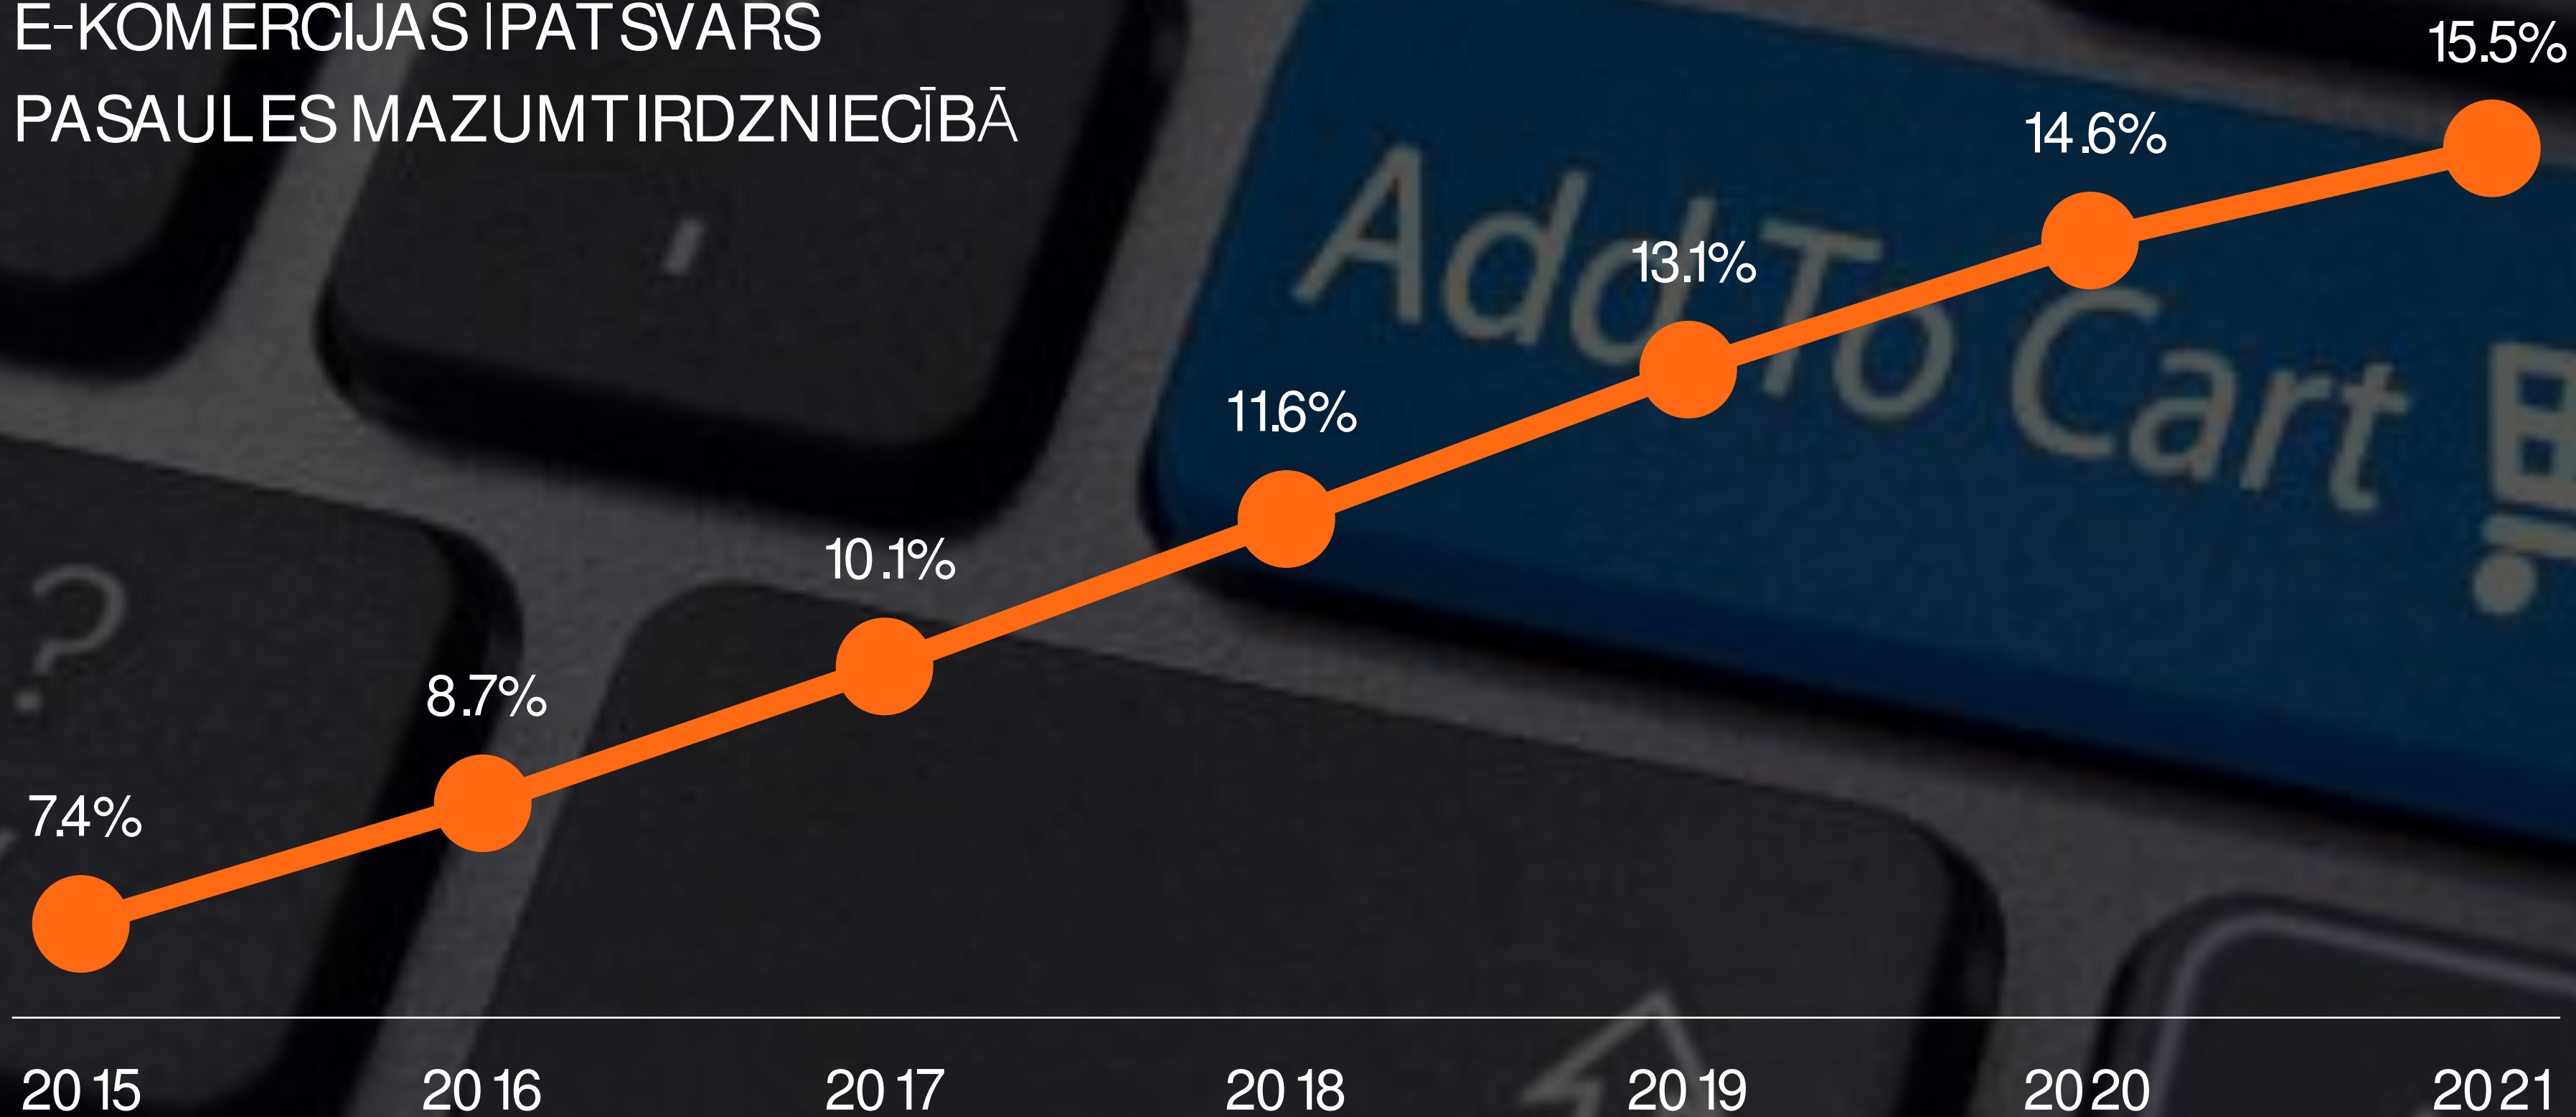 E-KOMERCIJAS ĪPATSVARS
PASAULES MAZUMTIRDZNIECĪBĀ
15.5%
14.6%
13.1%
11.6%
10.1%
8.7%
7.4%
Add To Cart
?
2015 2016 2017 2018 2019 2020 2021